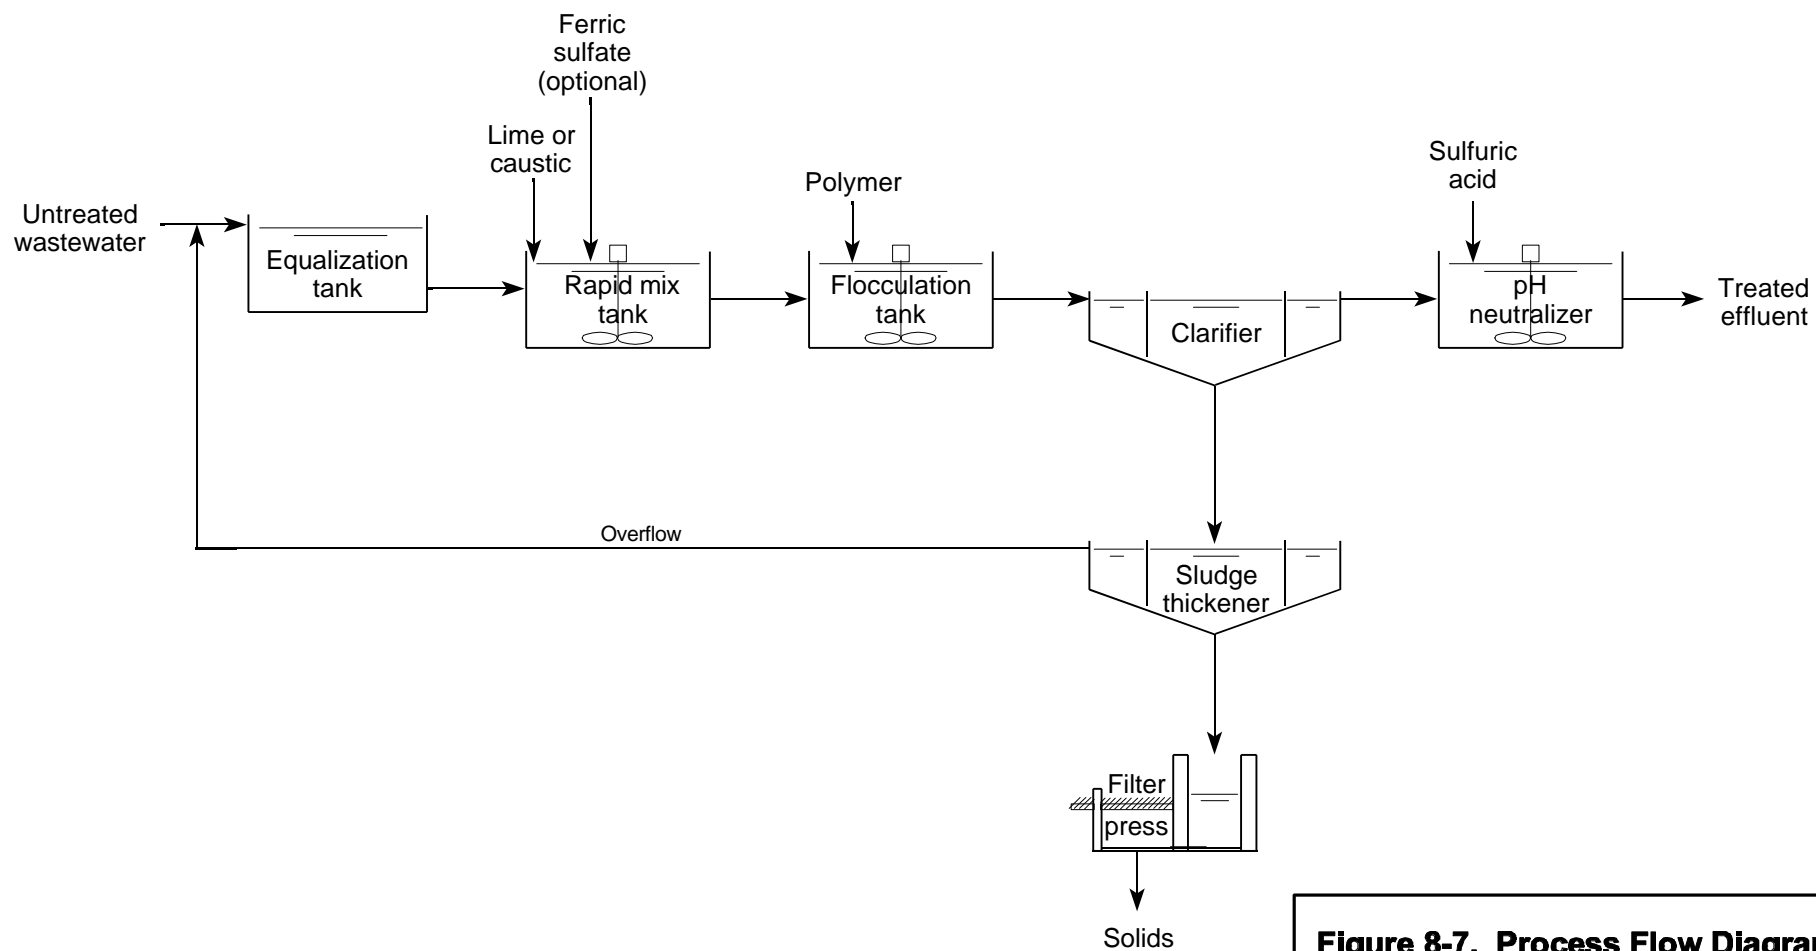 Ferric
sulfate
(optional)
Lime or
caustic
Polymer
Sulfuric
acid
Untreated
wastewater
Equalization
tank
Rapid mix
tank
Flocculation
tank
Clarifier
pH
neutralizer
Treated
effluent
Overflow
Sludge
thickener
Filter
press
Solids
Figure 8-7. Process Flow Diagra